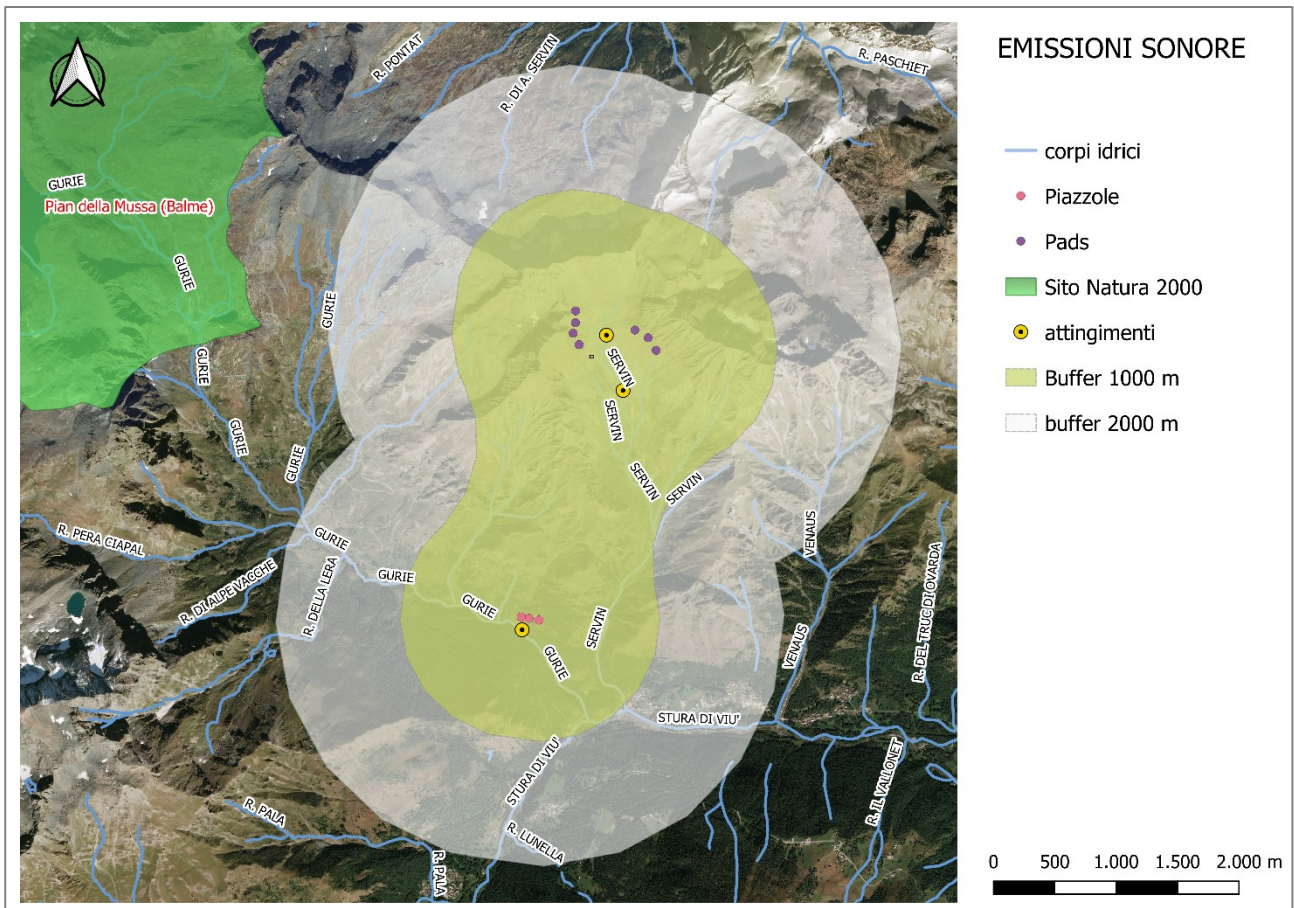 EMISSIONI SONORE
corpi idrici
Piazzole
Pads
Sito Natura 2000
attingimenti
Buffer 1000 m
buffer 2000 m
0 500 1.000 1.500 2.000 m
R. PONTAT
R. DI A. SERVIN
R. PASCHIET
GURIE
Pian della Mussa (Balme)
GURIE
GURIE
GURIE
SERVIN
SERVIN
GURIE
GURIE
SERVIN
SERVIN
R. PERA CIAPAL
GURIE
VENAUS
R. DI ALPE VACCHE
R. DELLA LERA
GURIE
R. DEL TRUC DI OVARDA
GURIE
SERVIN
GURIE
VENAUS
STURA DI VIU'
STURA DI VIU'
R. IL VALLONET
R. PALA
R. LUNELLA
R. PALA